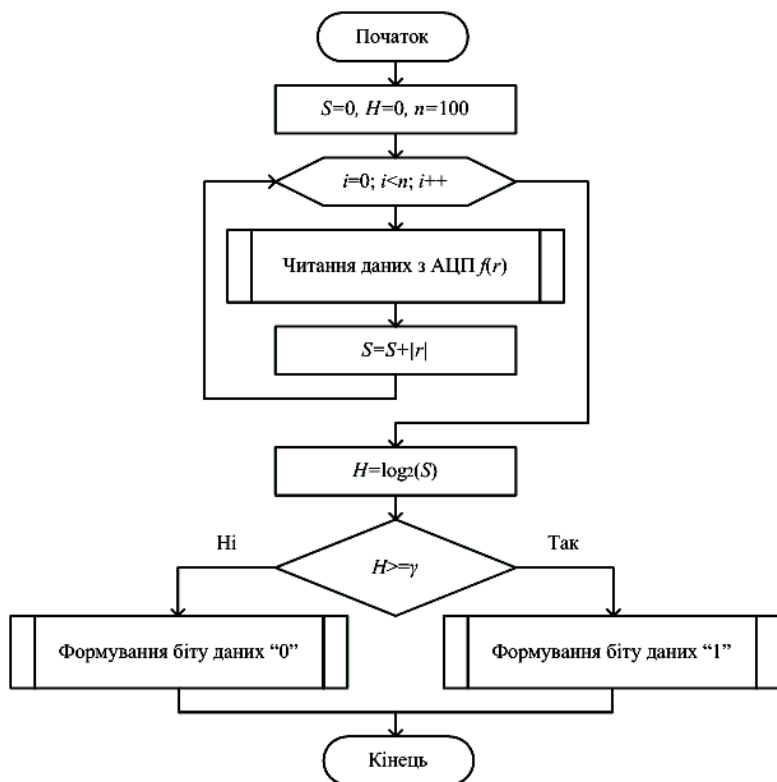 Початок
S=0, H=0, n=100
i=0; i<n; i++
Читання даних з АЦП f(r)
S=S+|r|
H=log₂(S)
Ні
Так
H>=γ
Формування біту даних “0”
Формування біту даних “1”
Кінець